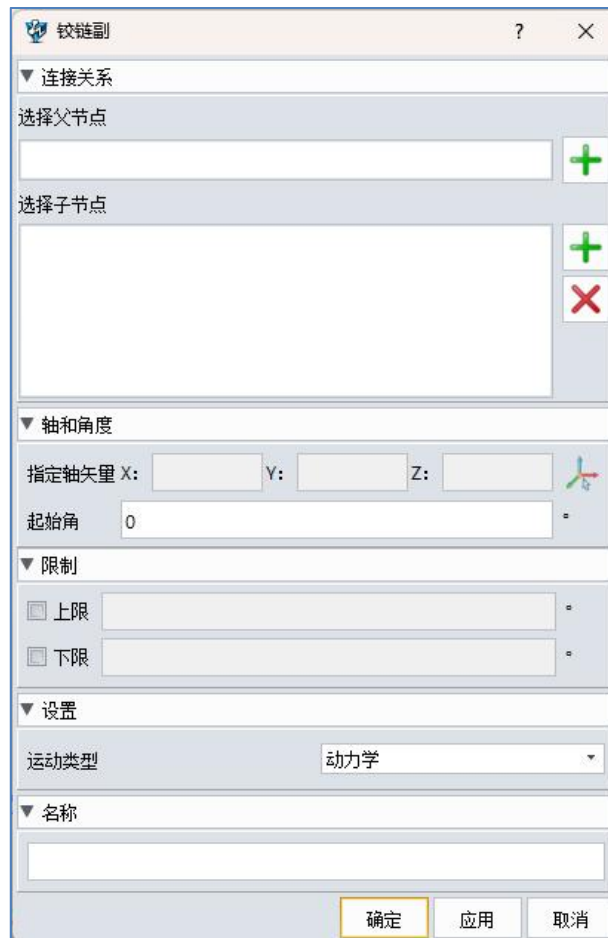 铰链副 ?
连接关系
选择父节点
选择子节点
轴和角度
指定轴矢量 X: Y: Z:
起始角 0 °
限制
上限 °
下限 °
设置
运动类型 动力学
名称
确定 应用 取消